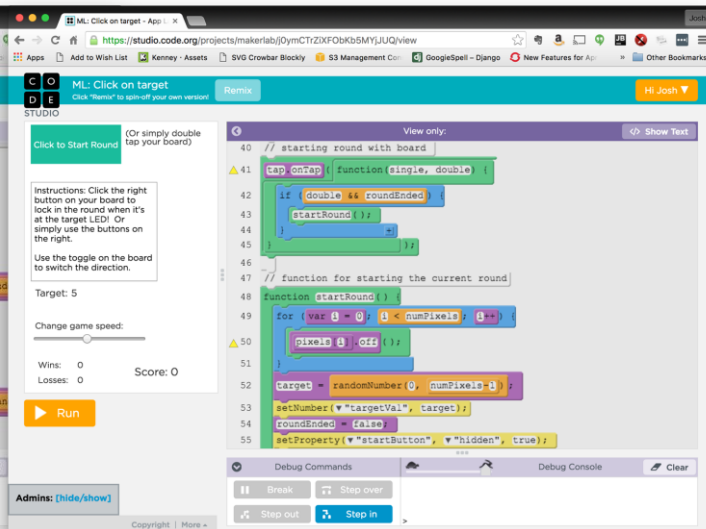 ML: Click on target - App L
Josh
https://studio.code.org/projects/makerlab/j0ymCTrZiXFObKb5MYjJUQ/view
Apps
Add to Wish List
Kenney · Assets
SVG Crowbar Blockly
S3 Management Con
GoogleSpell – Django
New Features for Ap
»
Other Bookmarks
C O
D E
STUDIO
ML: Click on target
Click "Remix" to spin-off your own version!
Remix
Hi Josh ▼
Click to Start Round
(Or simply double
tap your board)
Instructions: Click the right
button on your board to
lock in the round when it's
at the target LED! Or
simply use the buttons on
the right.
Use the toggle on the board
to switch the direction.
Target: 5
Change game speed:
Wins: 0
Losses: 0
Score: 0
Run
Admins: [hide/show]
Copyright | More
View only:
</> Show Text
40 // starting round with board
41 tap.onTap( function(single, double) {
42 if ( double && roundEnded) {
43 startRound();
44 }
45 } );
46
47 // function for starting the current round
48 function startRound() {
49 for ( var i = 0; i < numPixels; i++) {
50 pixels[i].off();
51 }
52 target = randomNumber(0, numPixels-1);
53 setNumber(▼"targetVal", target);
54 roundEnded = false;
55 setProperty(▼"startButton", ▼"hidden", true);
Debug Commands
Debug Console
Clear
Break
Step over
Step out
Step in
>